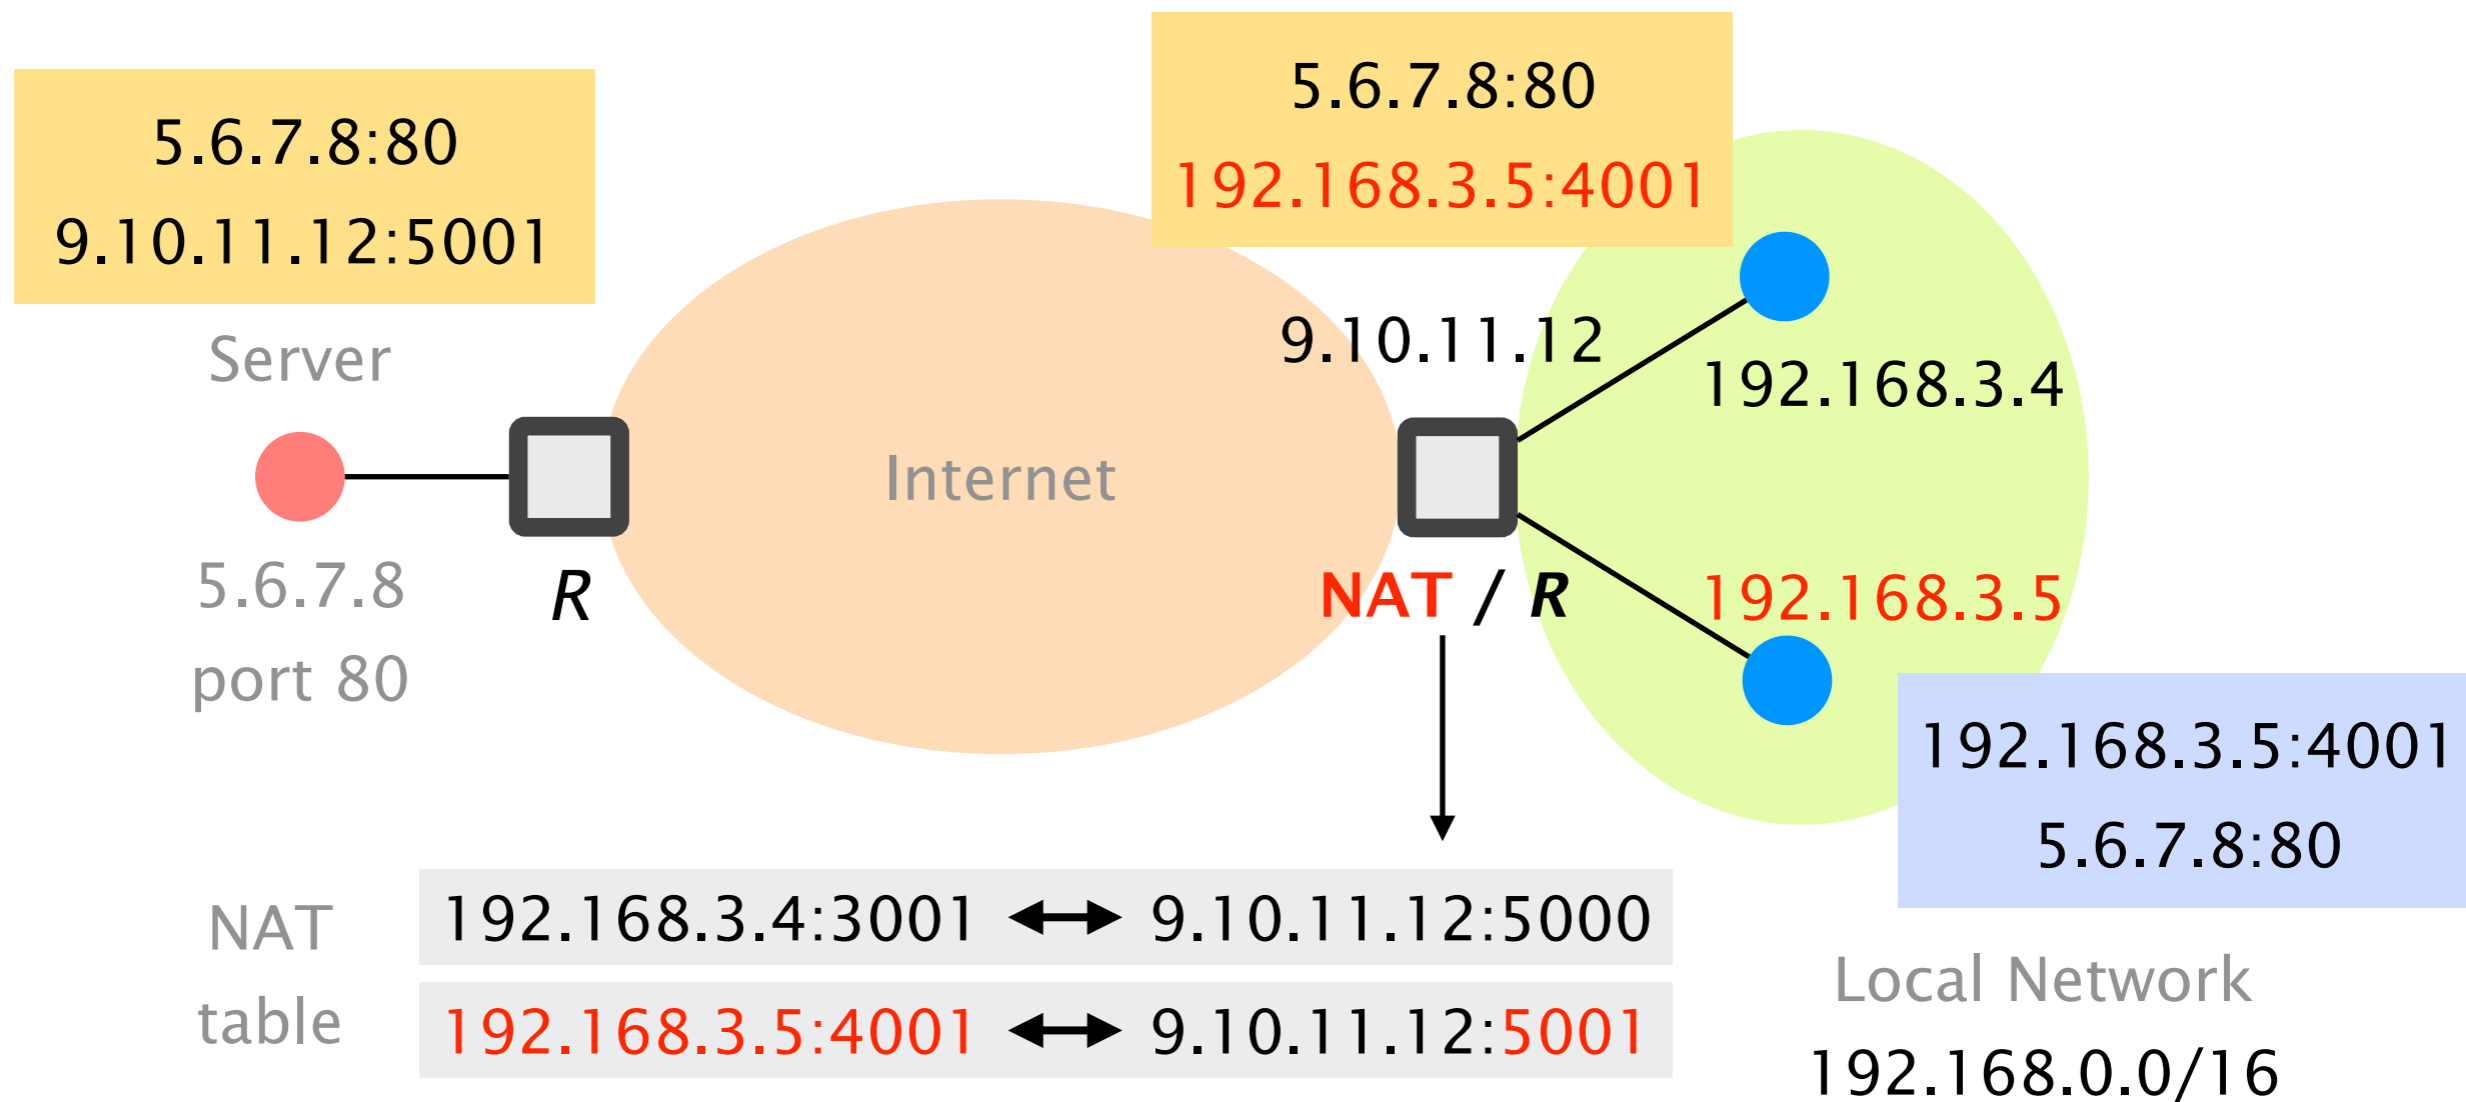 5.6.7.8:80
192.168.3.5:4001
5.6.7.8:80
9.10.11.12:5001
Server
9.10.11.12
192.168.3.4
Internet
5.6.7.8
port 80
R
NAT / R
192.168.3.5
192.168.3.5:4001
5.6.7.8:80
NAT
table
192.168.3.4:3001 ↔ 9.10.11.12:5000
192.168.3.5:4001 ↔ 9.10.11.12:5001
Local Network
192.168.0.0/16